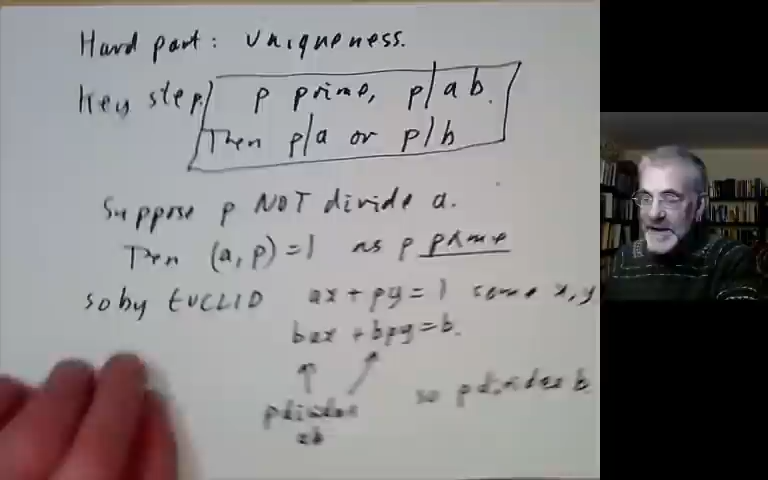 Hard part: Uniqueness.
Key step p prime, p|ab.
Then p|a or p|b
Suppose p NOT divide a.
Then (a,p)=1 as p prime
so by EUCLID ax+py=1 some x,y
bax+bpy=b.
p divides so p divides b.
ab